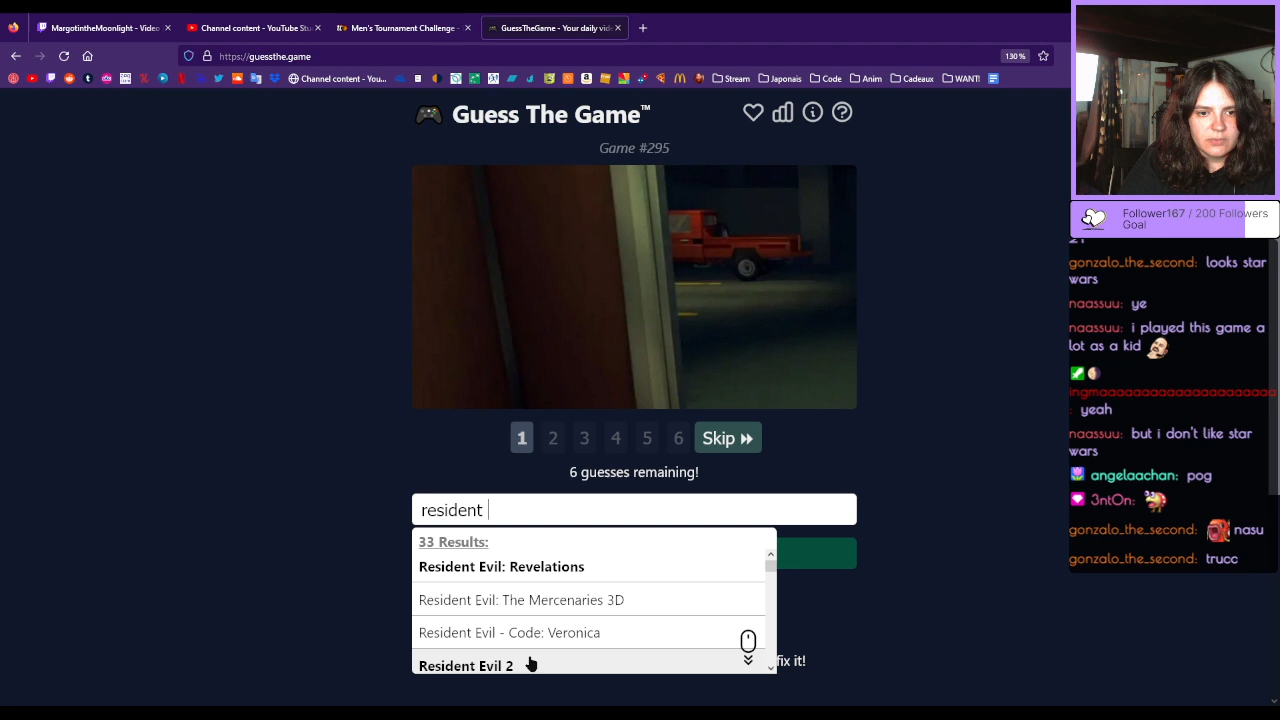 MargotintheMoonlight - Video
Channel content - YouTube Stu
Men's Tournament Challenge -
GuessTheGame - Your daily vid
https://guessthe.game
130%
Channel content - You...
Stream
Japonais
Code
Anim
Cadeaux
WANT!
Guess The Game™
Game #295
1 2 3 4 5 6 Skip
6 guesses remaining!
resident
33 Results:
Resident Evil: Revelations
Resident Evil: The Mercenaries 3D
Resident Evil - Code: Veronica
Resident Evil 2
fix it!
Follower167 / 200 Followers
Goal
gonzalo_the_second: looks star
wars
naassuu: ye
naassuu: i played this game a
lot as a kid
: yeah
naassuu: but i don't like star
wars
angelaachan: pog
3nt0n:
gonzalo_the_second: nasu
gonzalo_the_second: trucc